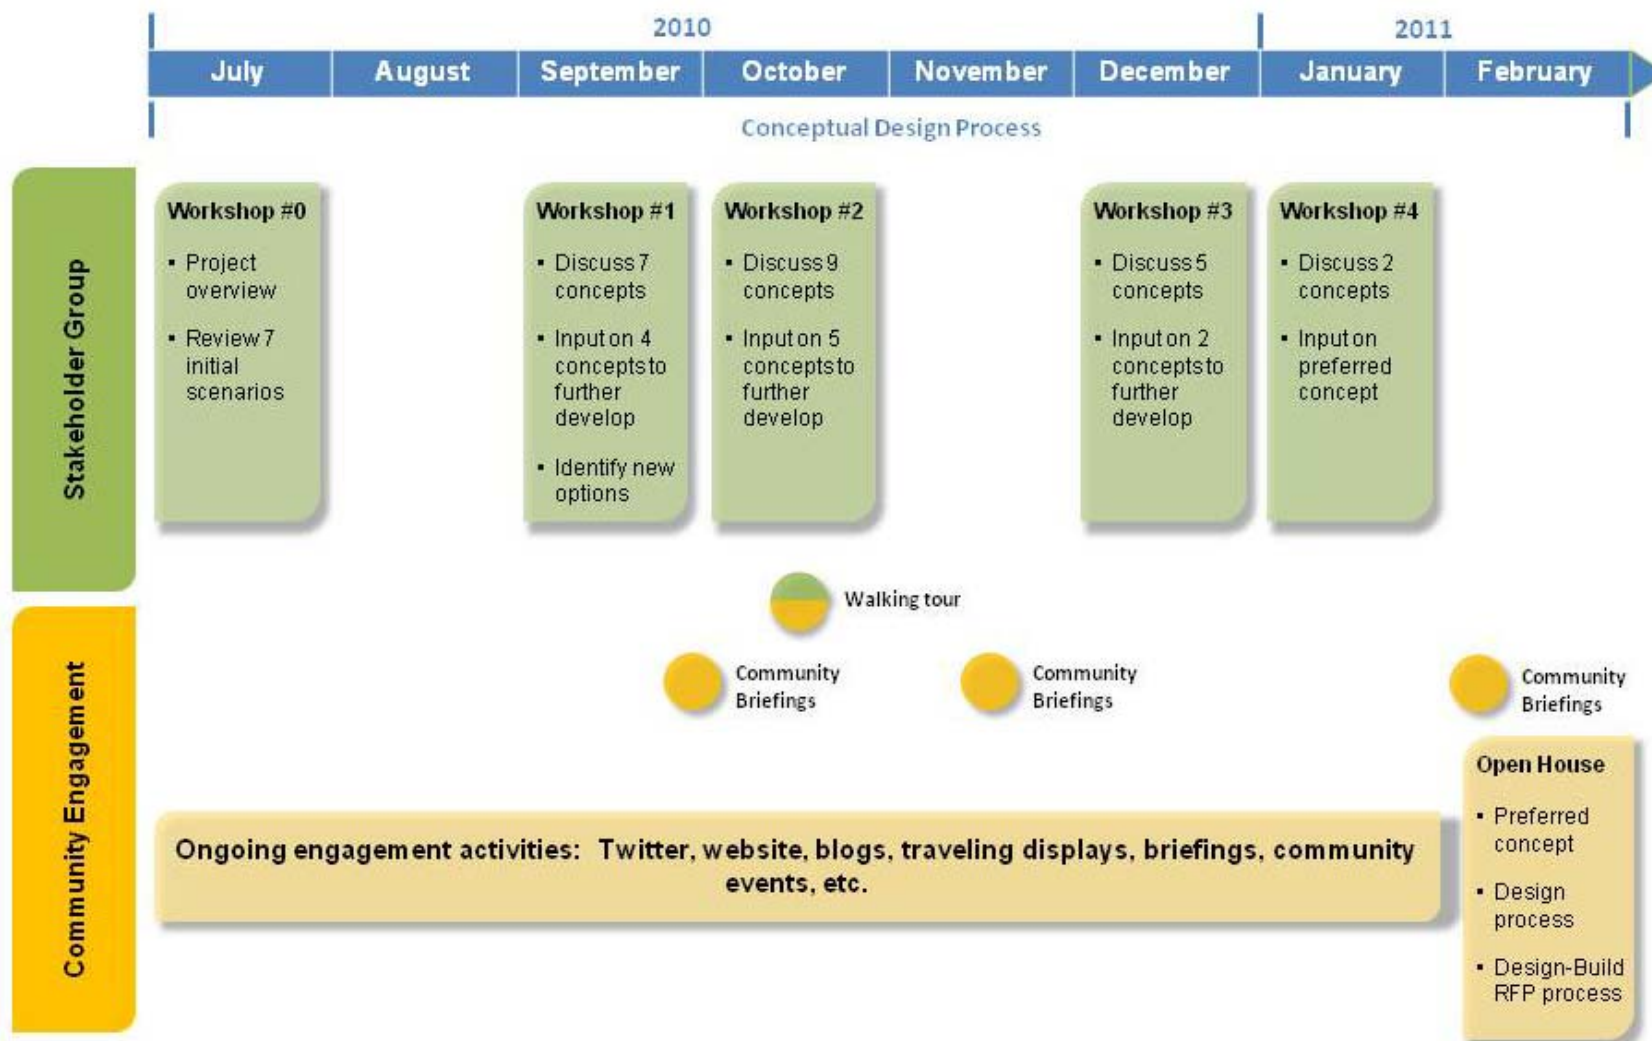 2010
2011
July
August
September
October
November
December
January
February
Conceptual Design Process
Stakeholder Group
Workshop #0
▪ Project
overview
▪ Review 7
initial
scenarios
Workshop #1
▪ Discuss 7
concepts
▪ Input on 4
concepts to
further
develop
▪ Identify new
options
Workshop #2
▪ Discuss 9
concepts
▪ Input on 5
concepts to
further
develop
Workshop #3
▪ Discuss 5
concepts
▪ Input on 2
concepts to
further
develop
Workshop #4
▪ Discuss 2
concepts
▪ Input on
preferred
concept
Community Engagement
Walking tour
Community
Briefings
Community
Briefings
Community
Briefings
Ongoing engagement activities: Twitter, website, blogs, traveling displays, briefings, community
events, etc.
Open House
▪ Preferred
concept
▪ Design
process
▪ Design-Build
RFP process